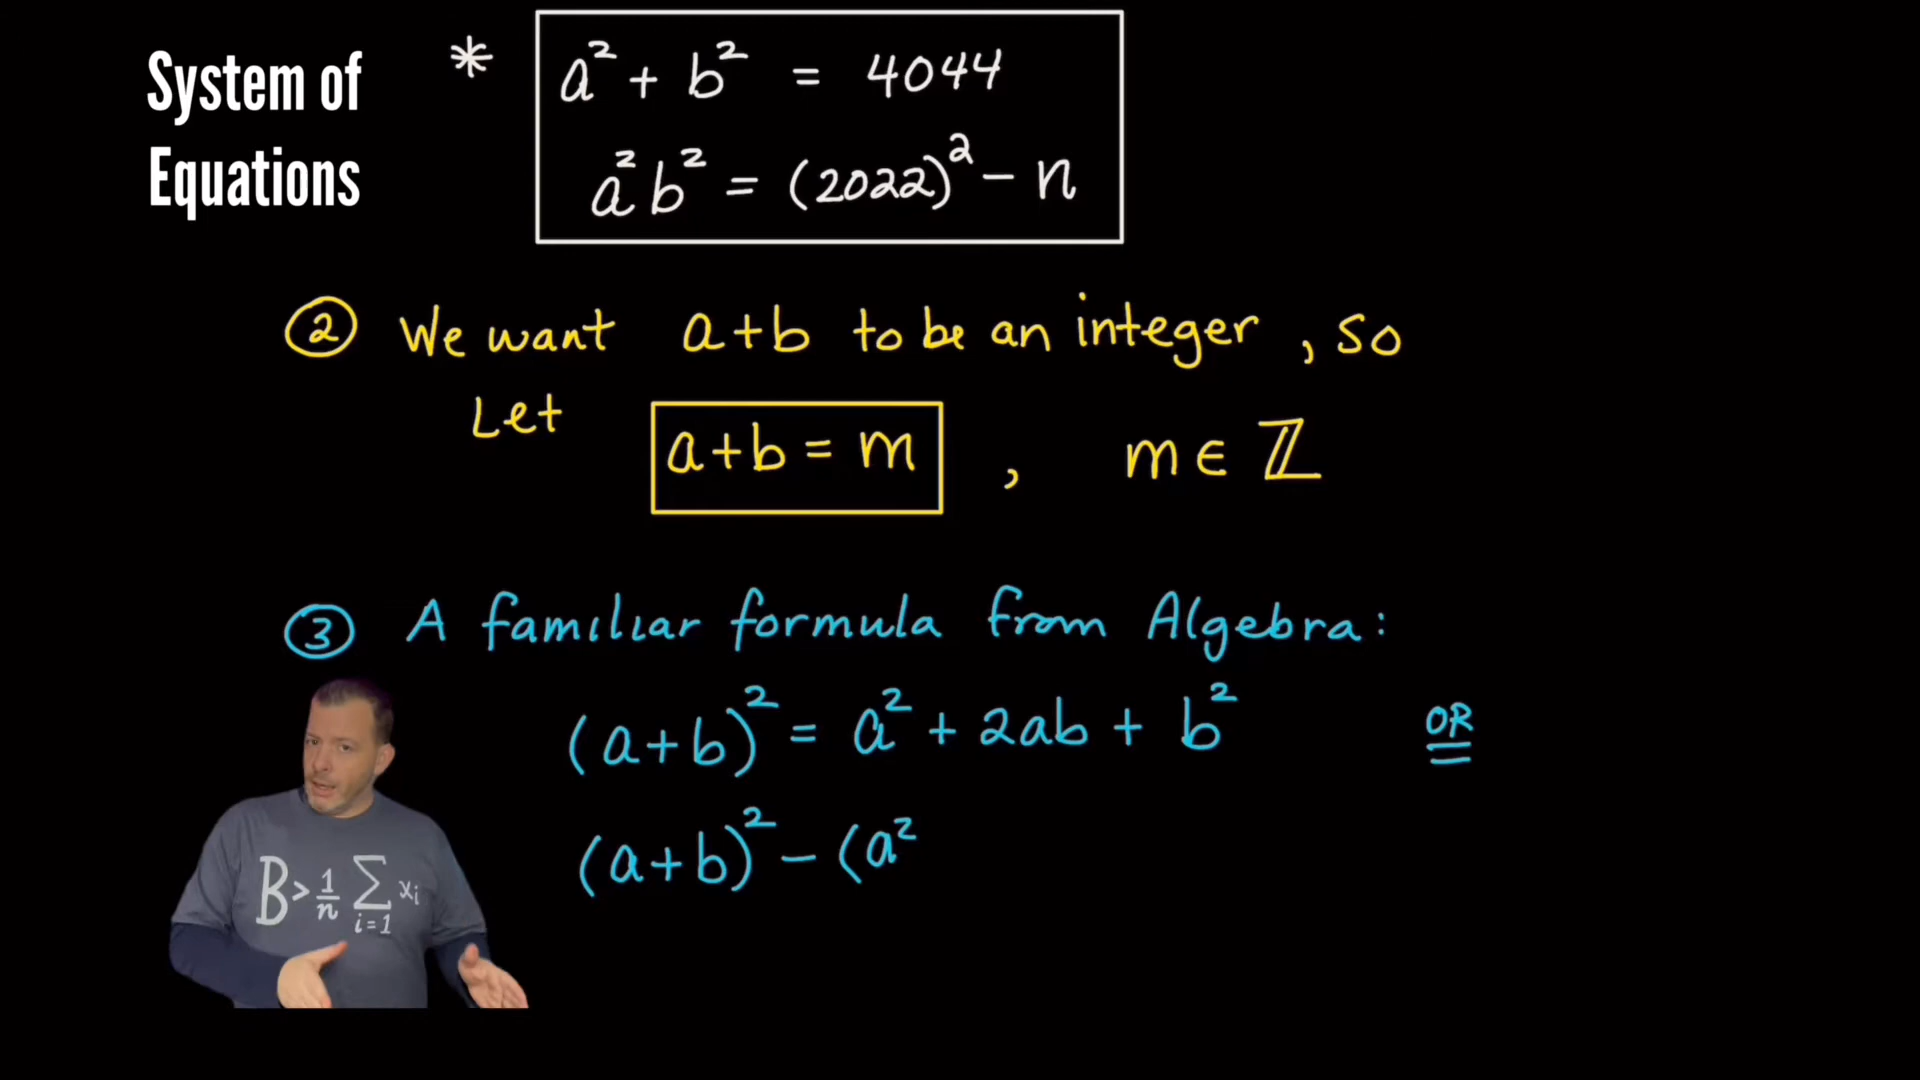 System of
Equations
* a² + b² = 4044
a²b² = (2022)² - n
② We want a+b to be an integer, so
Let a+b = m , m ∈ ℤ
③ A familiar formula from Algebra:
(a+b)² = a² + 2ab + b² OR
(a+b)² - (a²
B > 1/n ∑ xᵢ
i=1